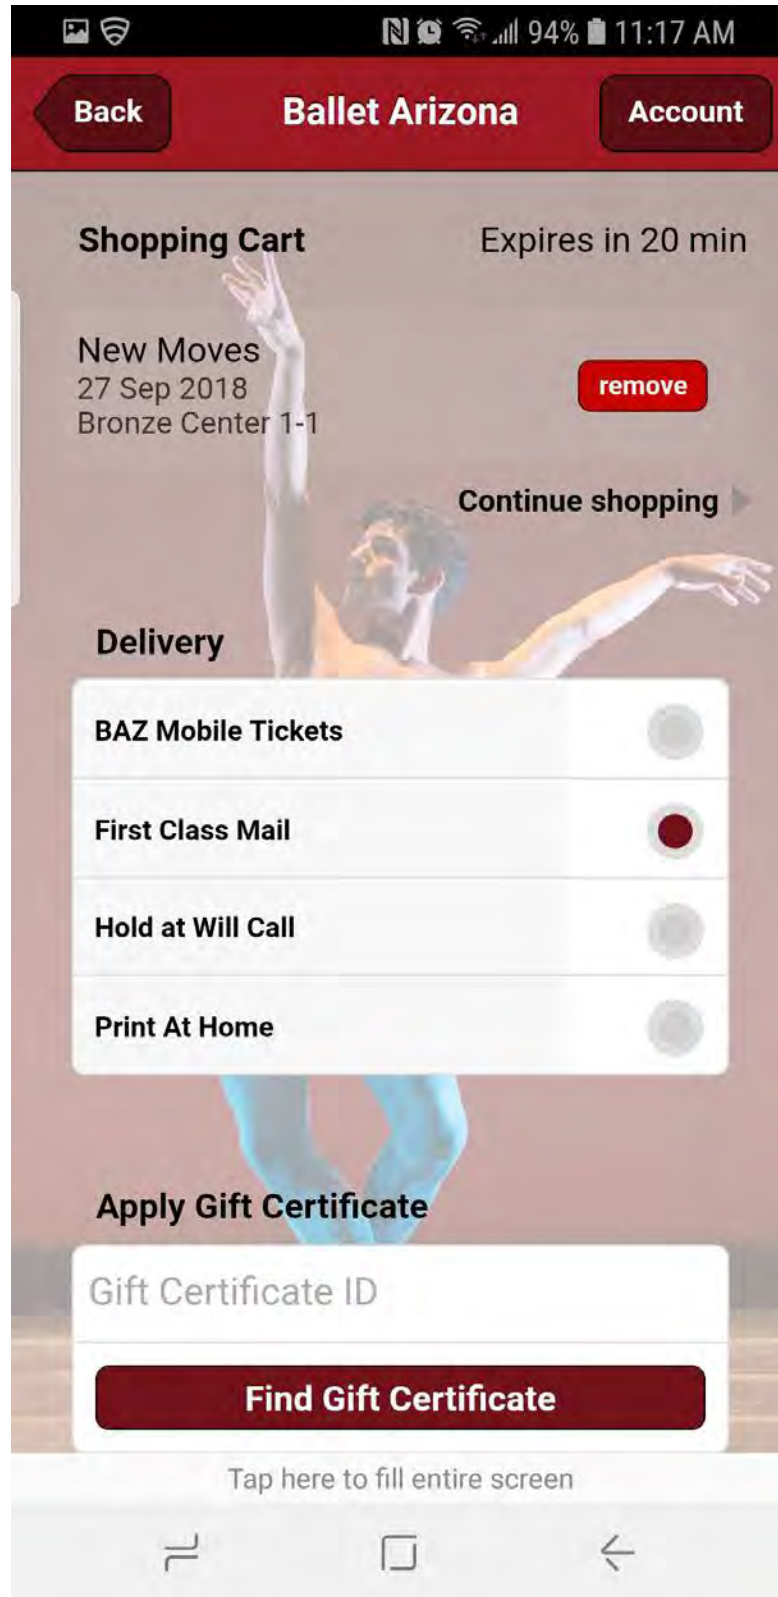 94% 11:17 AM
Back Ballet Arizona Account
Shopping Cart Expires in 20 min
New Moves
27 Sep 2018
Bronze Center 1-1
remove
Continue shopping
Delivery
BAZ Mobile Tickets
First Class Mail
Hold at Will Call
Print At Home
Apply Gift Certificate
Gift Certificate ID
Find Gift Certificate
Tap here to fill entire screen